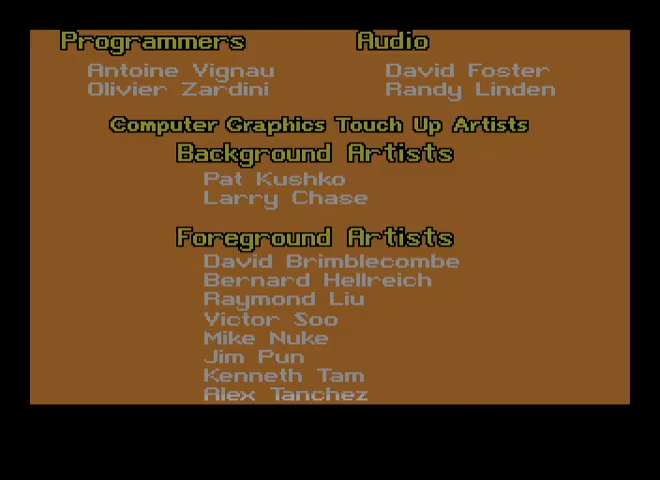 Programmers Audio
Antoine Vignau David Foster
Olivier Zardini Randy Linden
Computer Graphics Touch Up Artists
Background Artists
Pat Kushko
Larry Chase
Foreground Artists
David Brimblecombe
Bernard Hellreich
Raymond Liu
Victor Soo
Mike Nuke
Jim Pun
Kenneth Tam
Alex Tanchez